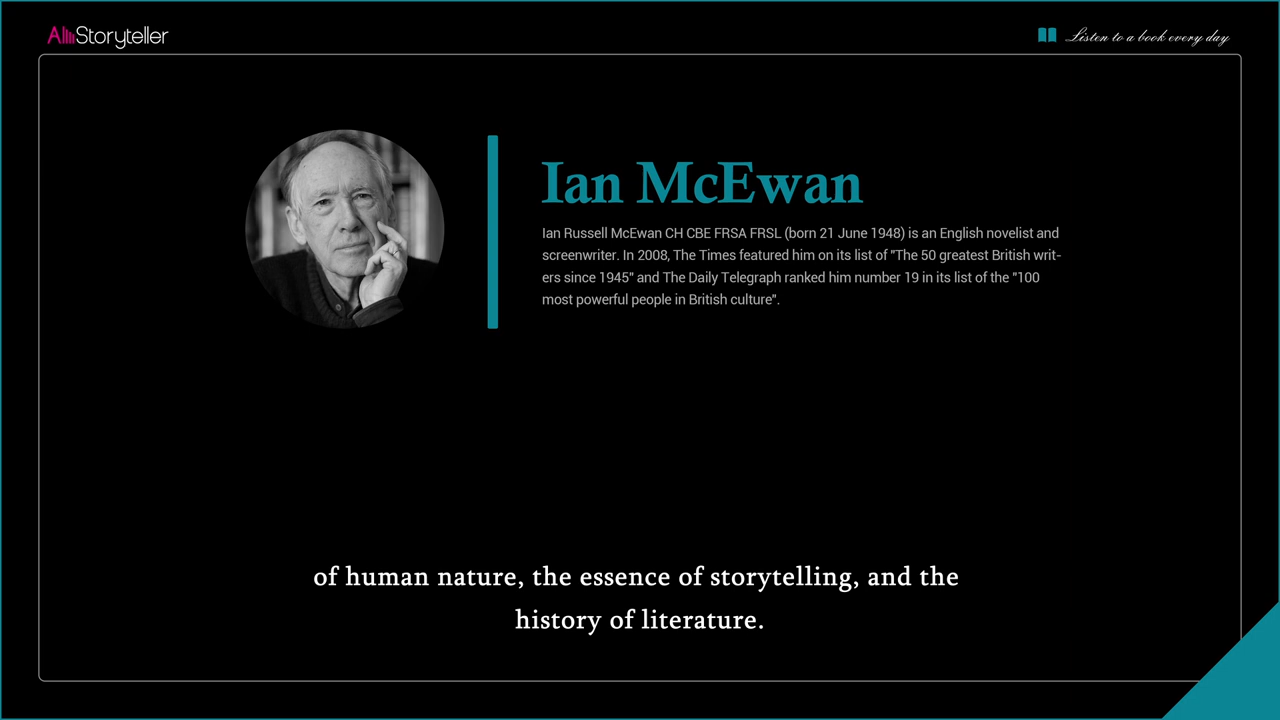 AllStoryteller
Listen to a book every day
Ian McEwan
Ian Russell McEwan CH CBE FRSA FRSL (born 21 June 1948) is an English novelist and
screenwriter. In 2008, The Times featured him on its list of "The 50 greatest British writ-
ers since 1945" and The Daily Telegraph ranked him number 19 in its list of the "100
most powerful people in British culture".
of human nature, the essence of storytelling, and the
history of literature.